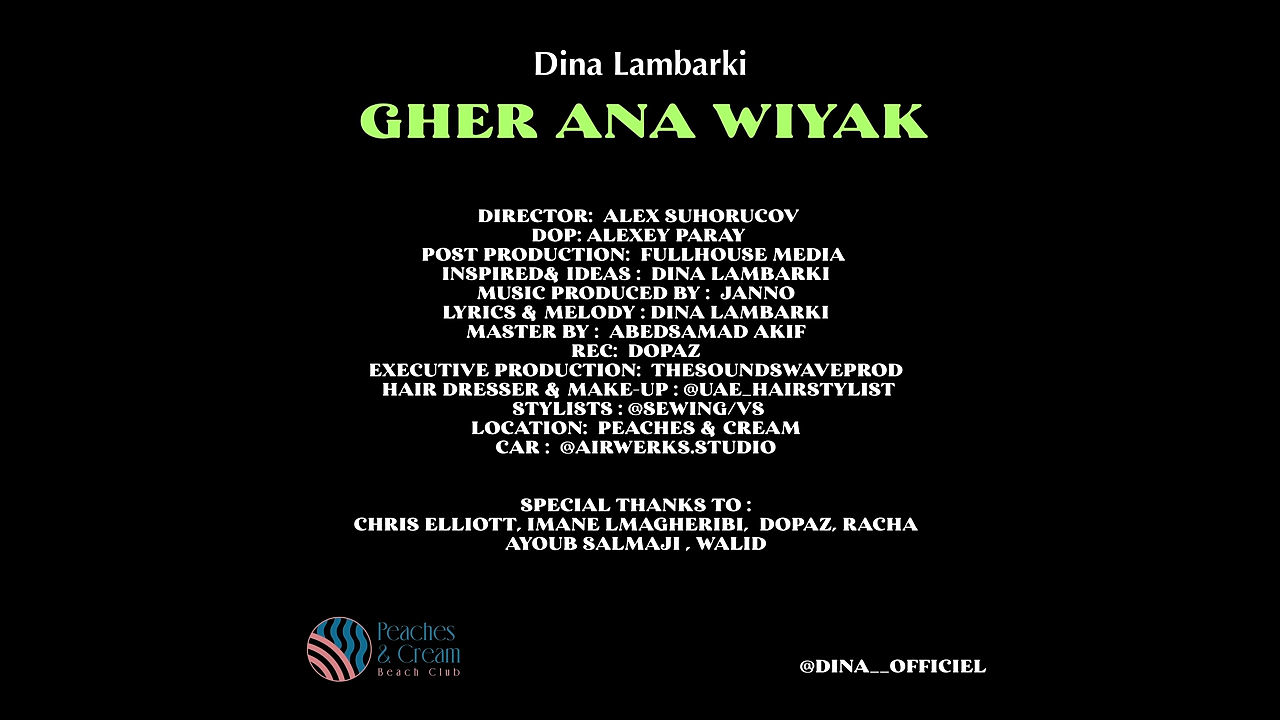 Dina Lambarki
GHER ANA WIYAK
DIRECTOR: ALEX SUHORUCOV
DOP: ALEXEY PARAY
POST PRODUCTION: FULLHOUSE MEDIA
INSPIRED& IDEAS : DINA LAMBARKI
MUSIC PRODUCED BY : JANNO
LYRICS & MELODY : DINA LAMBARKI
MASTER BY : ABEDSAMAD AKIF
REC: DOPAZ
EXECUTIVE PRODUCTION: THESOUNDSWAVEPROD
HAIR DRESSER & MAKE-UP : @UAE_HAIRSTYLIST
STYLISTS : @SEWING/VS
LOCATION: PEACHES & CREAM
CAR : @AIRWERKS.STUDIO
SPECIAL THANKS TO :
CHRIS ELLIOTT, IMANE LMAGHERIBI, DOPAZ, RACHA
AYOUB SALMAJI , WALID
Peaches
& Cream
Beach Club
@DINA__OFFICIEL